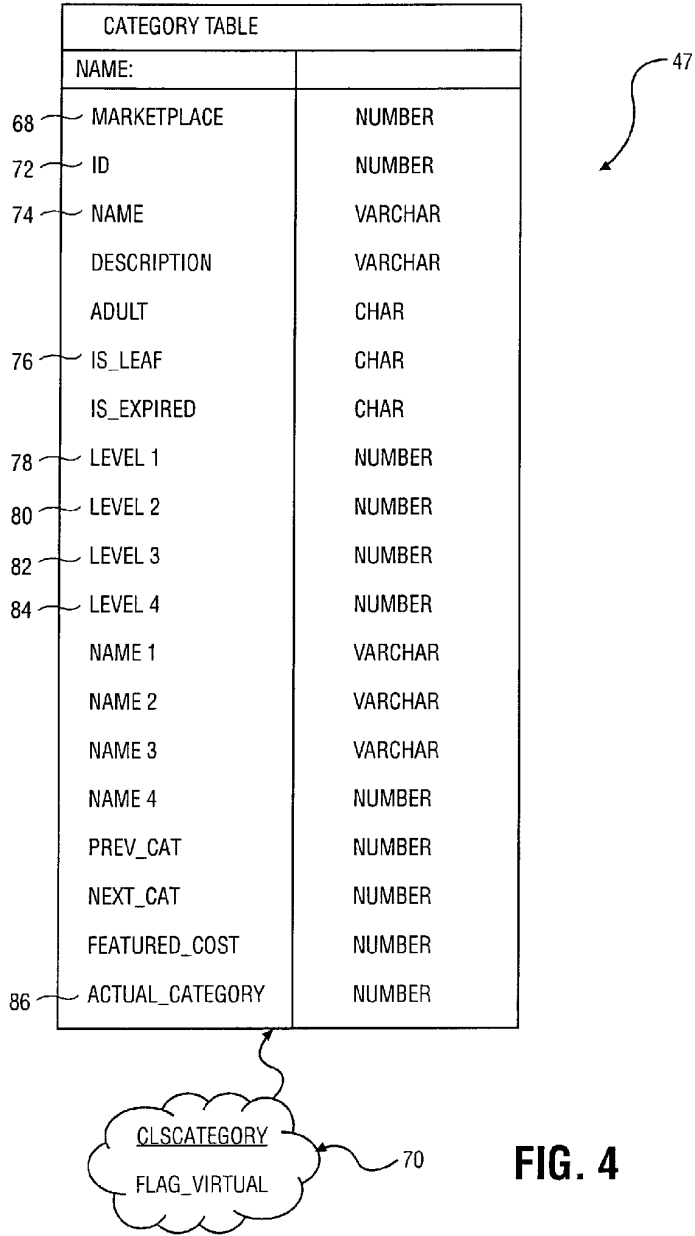 CATEGORY TABLE
NAME:
47
68 MARKETPLACE NUMBER
72 ID NUMBER
74 NAME VARCHAR
DESCRIPTION VARCHAR
ADULT CHAR
76 IS_LEAF CHAR
IS_EXPIRED CHAR
78 LEVEL 1 NUMBER
80 LEVEL 2 NUMBER
82 LEVEL 3 NUMBER
84 LEVEL 4 NUMBER
NAME 1 VARCHAR
NAME 2 VARCHAR
NAME 3 VARCHAR
NAME 4 NUMBER
PREV_CAT NUMBER
NEXT_CAT NUMBER
FEATURED_COST NUMBER
86 ACTUAL_CATEGORY NUMBER
CLSCATEGORY
FLAG_VIRTUAL
70
FIG. 4